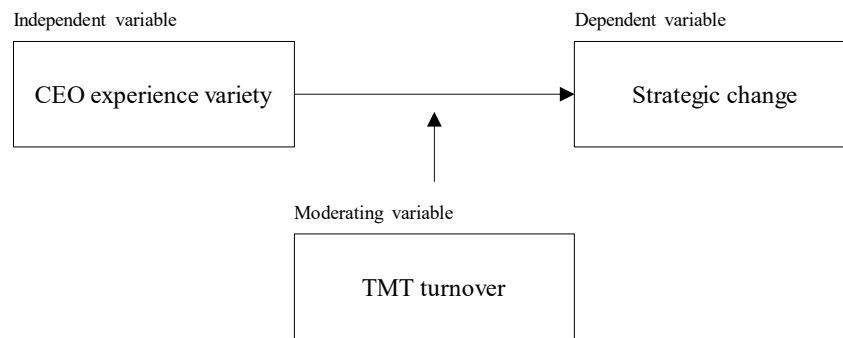 Independent variable
Dependent variable
CEO experience variety
Strategic change
Moderating variable
TMT turnover